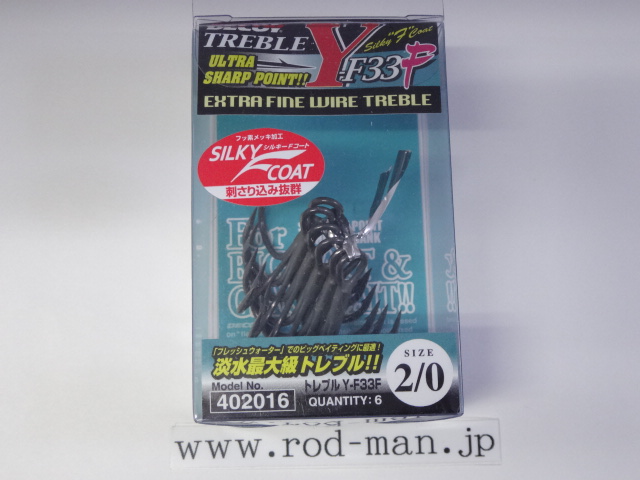 TREBLE Y-F33F
Silky "F" Coat
ULTRA
SHARP POINT!!
EXTRA FINE WIRE TREBLE
フッ素メッキ加工
シルキーFコート
SILKY
COAT
刺さり込み抜群
For
POINT
&
「フレッシュウォーター」でのビッグベイティングに最適!
淡水最大級トレブル!!
Model No.
402016
トレブル Y-F33F
QUANTITY: 6
SIZE
2/0
www.rod-man.jp